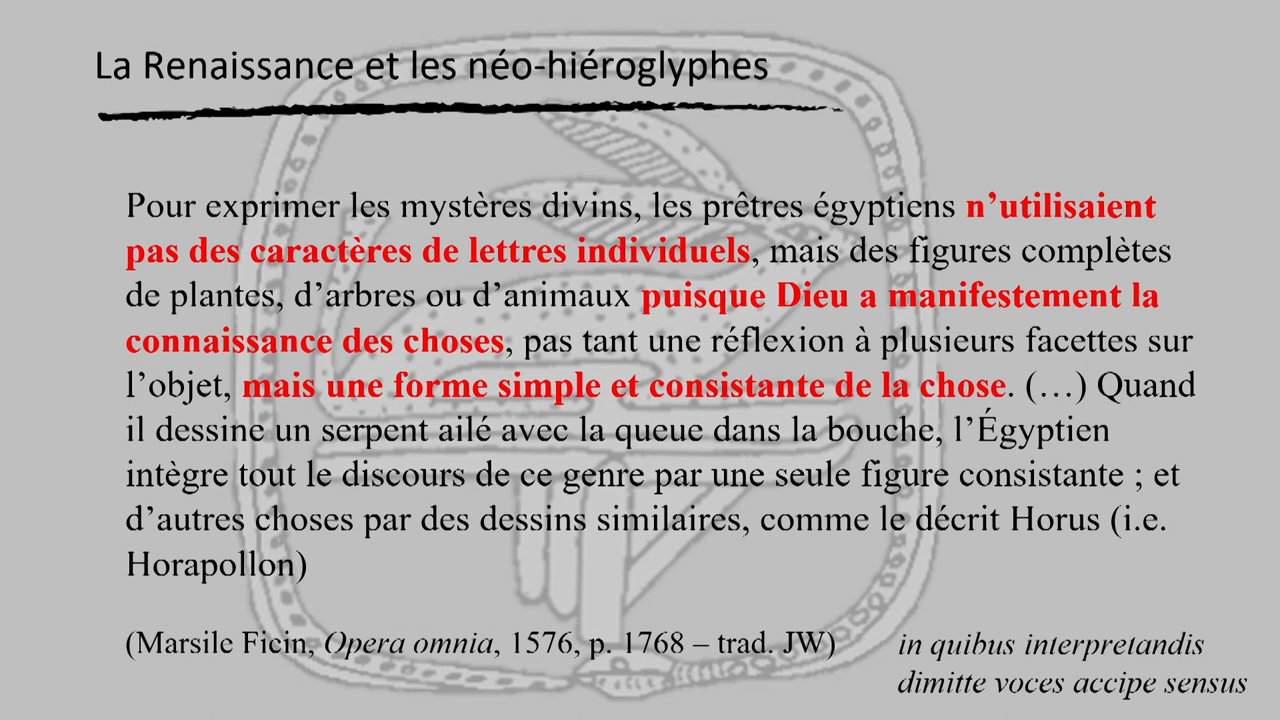 La Renaissance et les néo-hiéroglyphes
Pour exprimer les mystères divins, les prêtres égyptiens n’utilisaient
pas des caractères de lettres individuels, mais des figures complètes
de plantes, d’arbres ou d’animaux puisque Dieu a manifestement la
connaissance des choses, pas tant une réflexion à plusieurs facettes sur
l’objet, mais une forme simple et consistante de la chose. (…) Quand
il dessine un serpent ailé avec la queue dans la bouche, l’Égyptien
intègre tout le discours de ce genre par une seule figure consistante ; et
d’autres choses par des dessins similaires, comme le décrit Horus (i.e.
Horapollon)
(Marsile Ficin, Opera omnia, 1576, p. 1768 – trad. JW)
in quibus interpretandis
dimitte voces accipe sensus